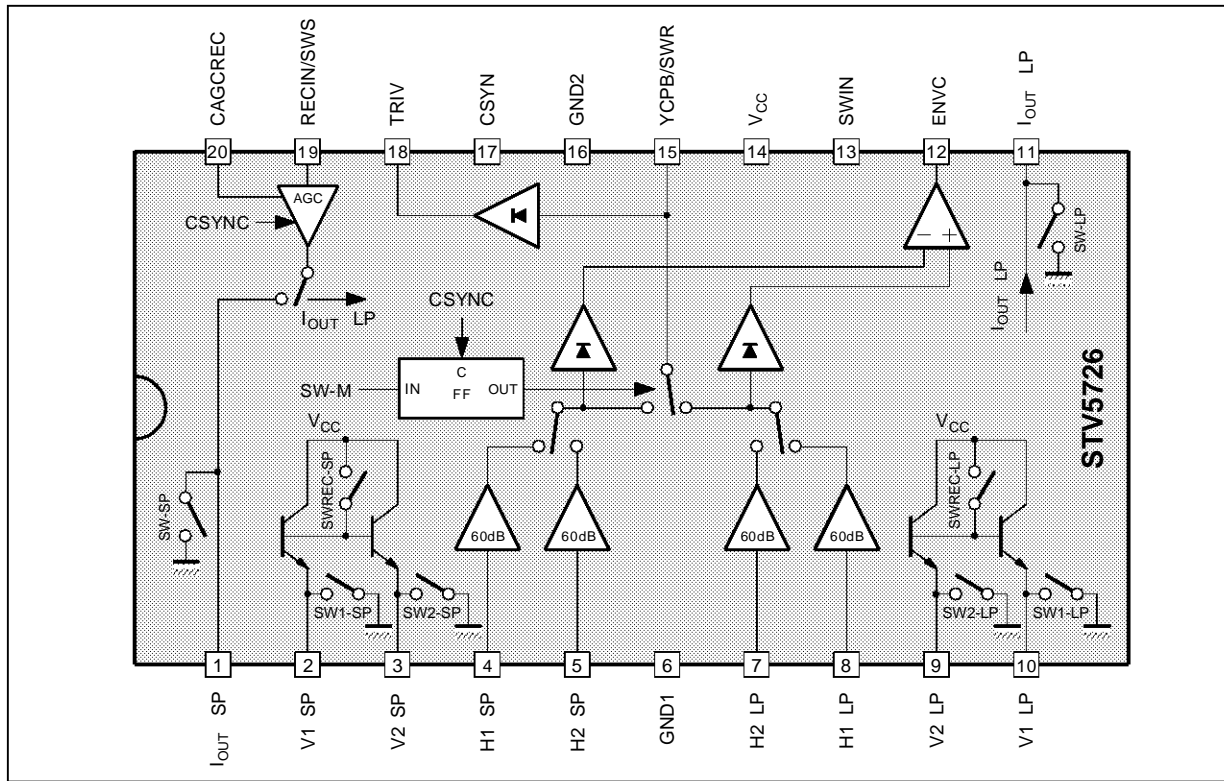 CAGCREC
RECIN/SWS
TRIV
CSYN
GND2
YCPB/SWR
VCC
SWIN
ENVC
IOUT LP
20
19
18
17
16
15
14
13
12
11
AGC
CSYNC
IOUT LP
SW-LP
IOUT LP
− +
CSYNC
C
SW-M
IN
FF
OUT
STV5726
VCC
VCC
SW-SP
SWREC-SP
SWREC-LP
60dB
60dB
60dB
60dB
SW1-SP
SW2-SP
SW2-LP
SW1-LP
1
2
3
4
5
6
7
8
9
10
IOUT SP
V1 SP
V2 SP
H1 SP
H2 SP
GND1
H2 LP
H1 LP
V2 LP
V1 LP